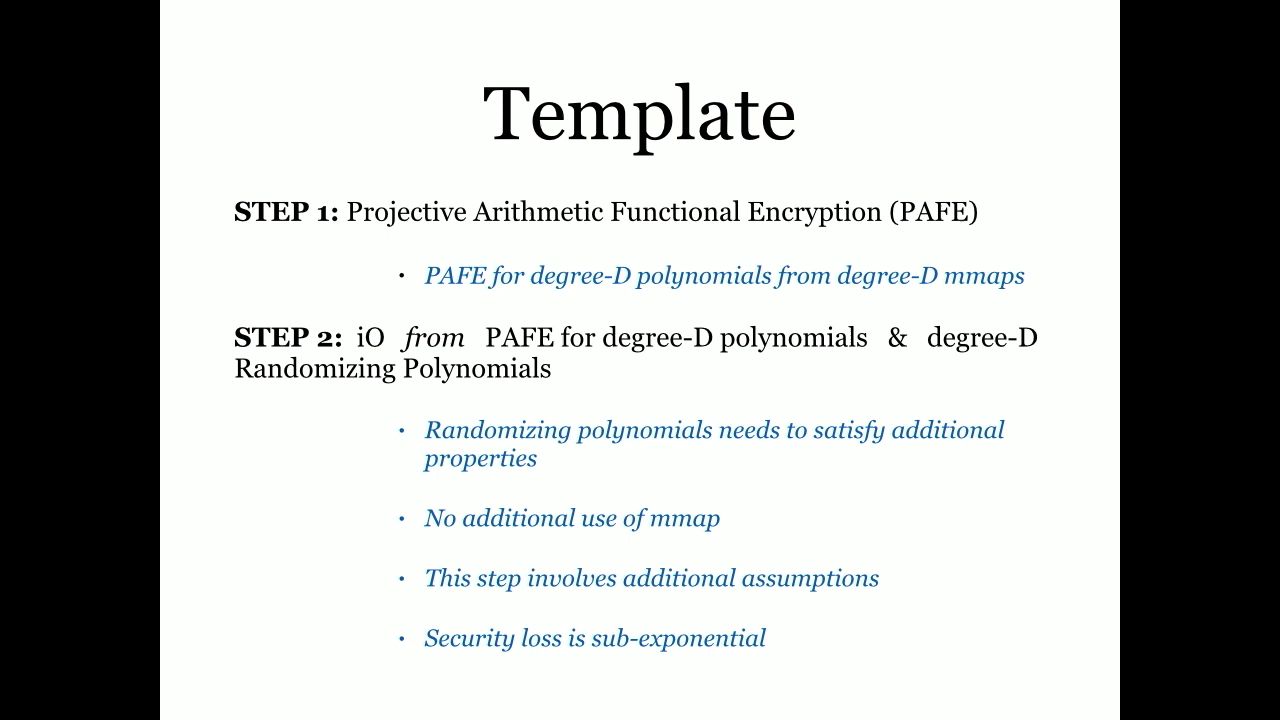 Template
STEP 1: Projective Arithmetic Functional Encryption (PAFE)
• PAFE for degree-D polynomials from degree-D mmaps
STEP 2: iO from PAFE for degree-D polynomials & degree-D
Randomizing Polynomials
• Randomizing polynomials needs to satisfy additional
properties
• No additional use of mmap
• This step involves additional assumptions
• Security loss is sub-exponential